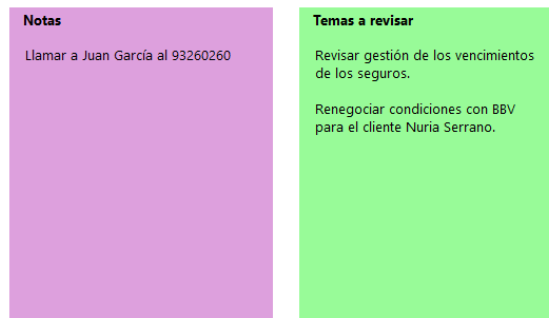 Notas
Llamar a Juan García al 93260260
Temas a revisar
Revisar gestión de los vencimientos
de los seguros.
Renegociar condiciones con BBV
para el cliente Nuria Serrano.